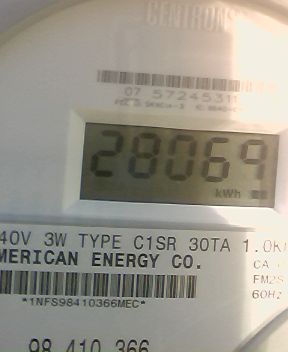 CENTRON
07 57245311
28069
kWh
40V 3W TYPE C1SR 30TA 1.0K
MERICAN ENERGY CO.
CA
FM2S
60Hz
*1NFS98410366MEC*
98 410 366